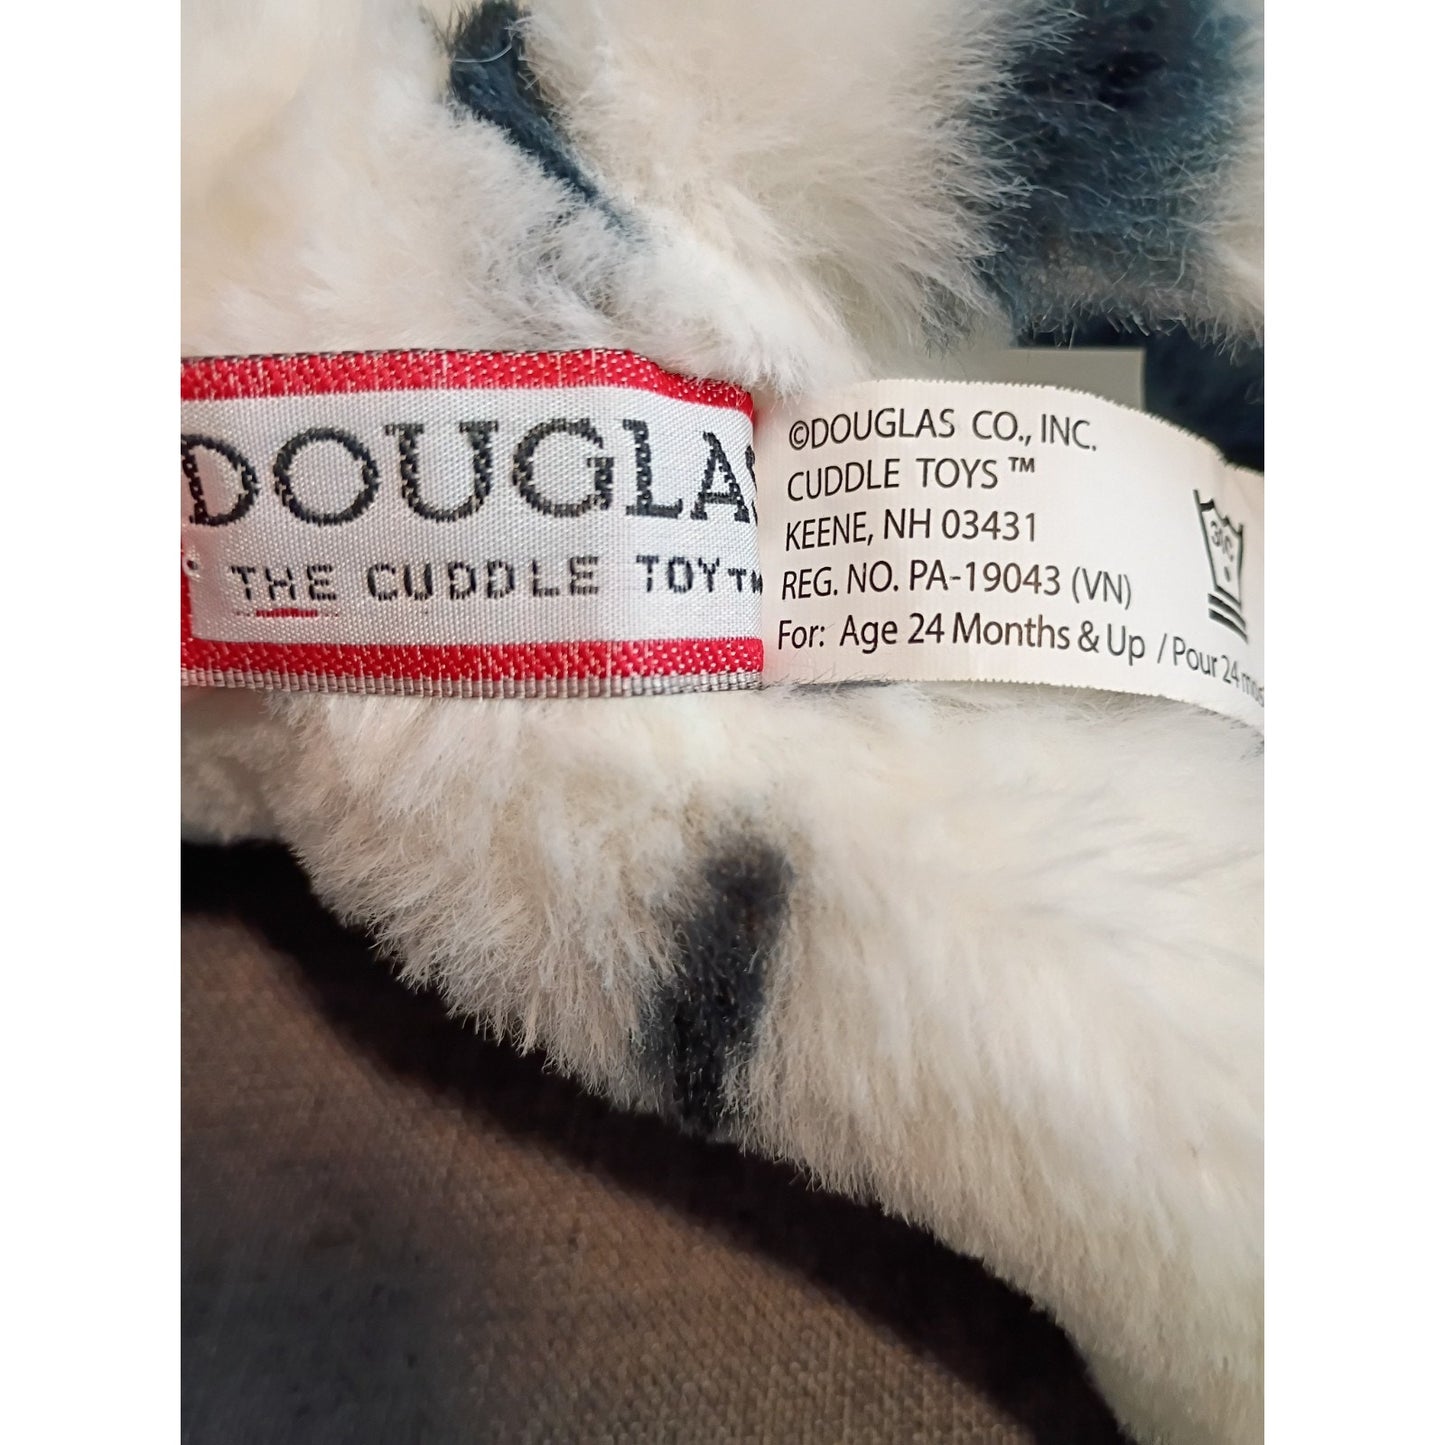 DOUGLAS
THE CUDDLE TOY™
©DOUGLAS CO., INC.
CUDDLE TOYS™
KEENE, NH 03431
REG. NO. PA-19043 (VN)
For: Age 24 Months & Up / Pour 24